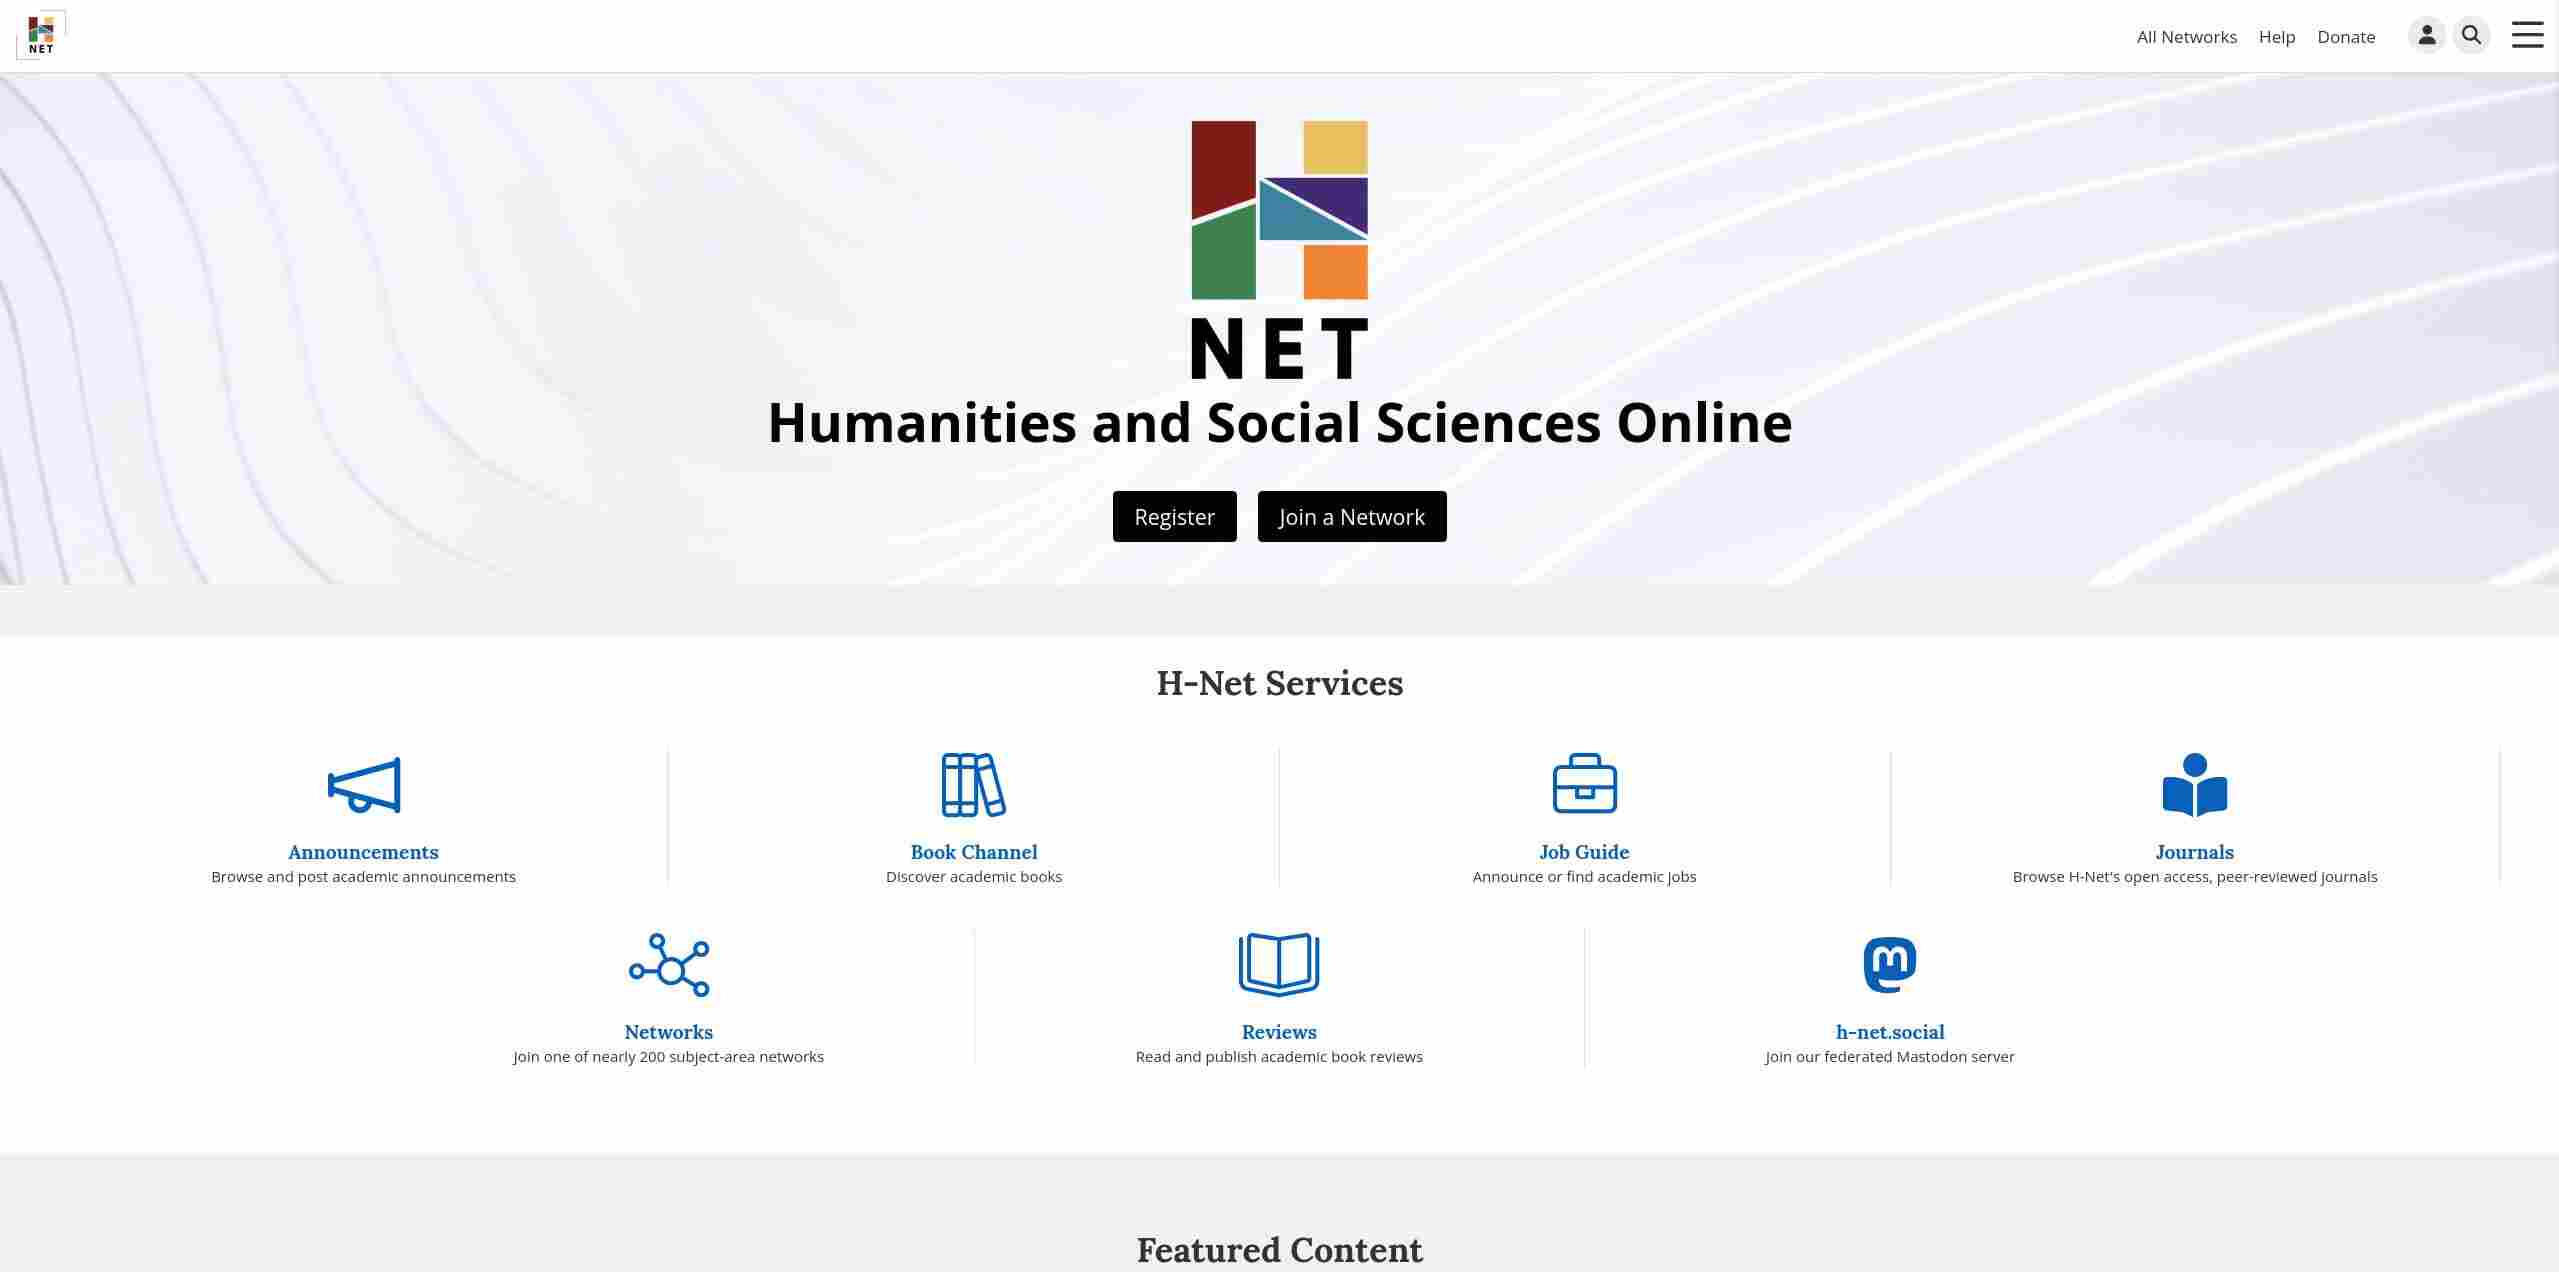 NET
All Networks Help Donate
NET
Humanities and Social Sciences Online
Register Join a Network
H-Net Services
Announcements
Browse and post academic announcements
Book Channel
Discover academic books
Job Guide
Announce or find academic jobs
Journals
Browse H-Net's open access, peer-reviewed journals
Networks
Join one of nearly 200 subject-area networks
Reviews
Read and publish academic book reviews
h-net.social
Join our federated Mastodon server
Featured Content